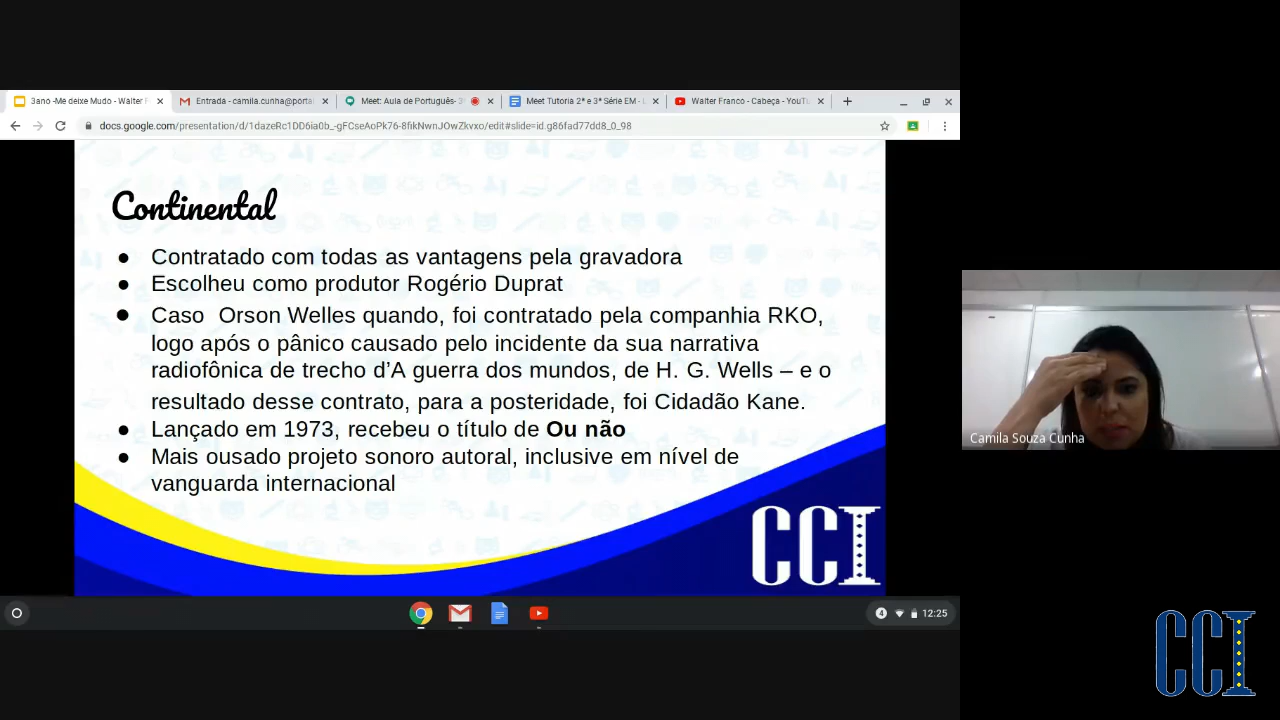 3ano -Me deixe Mudo - Walter F
Entrada - camila.cunha@portal
Meet: Aula de Português- 2ª
Meet Tutoria 2ª e 3ª Série EM - L
Walter Franco - Cabeça - YouTu
docs.google.com/presentation/d/1dazeRc1DD6ia0b_-gFCseAoPk76-8fikNwnJOwZkvxo/edit#slide=id.g86fad77dd8_0_98
Continental
● Contratado com todas as vantagens pela gravadora
● Escolheu como produtor Rogério Duprat
● Caso Orson Welles quando, foi contratado pela companhia RKO,
logo após o pânico causado pelo incidente da sua narrativa
radiofônica de trecho d’A guerra dos mundos, de H. G. Wells – e o
resultado desse contrato, para a posteridade, foi Cidadão Kane.
● Lançado em 1973, recebeu o título de Ou não
● Mais ousado projeto sonoro autoral, inclusive em nível de
vanguarda internacional
CCI
Camila Souza Cunha
4 12:25
CCI